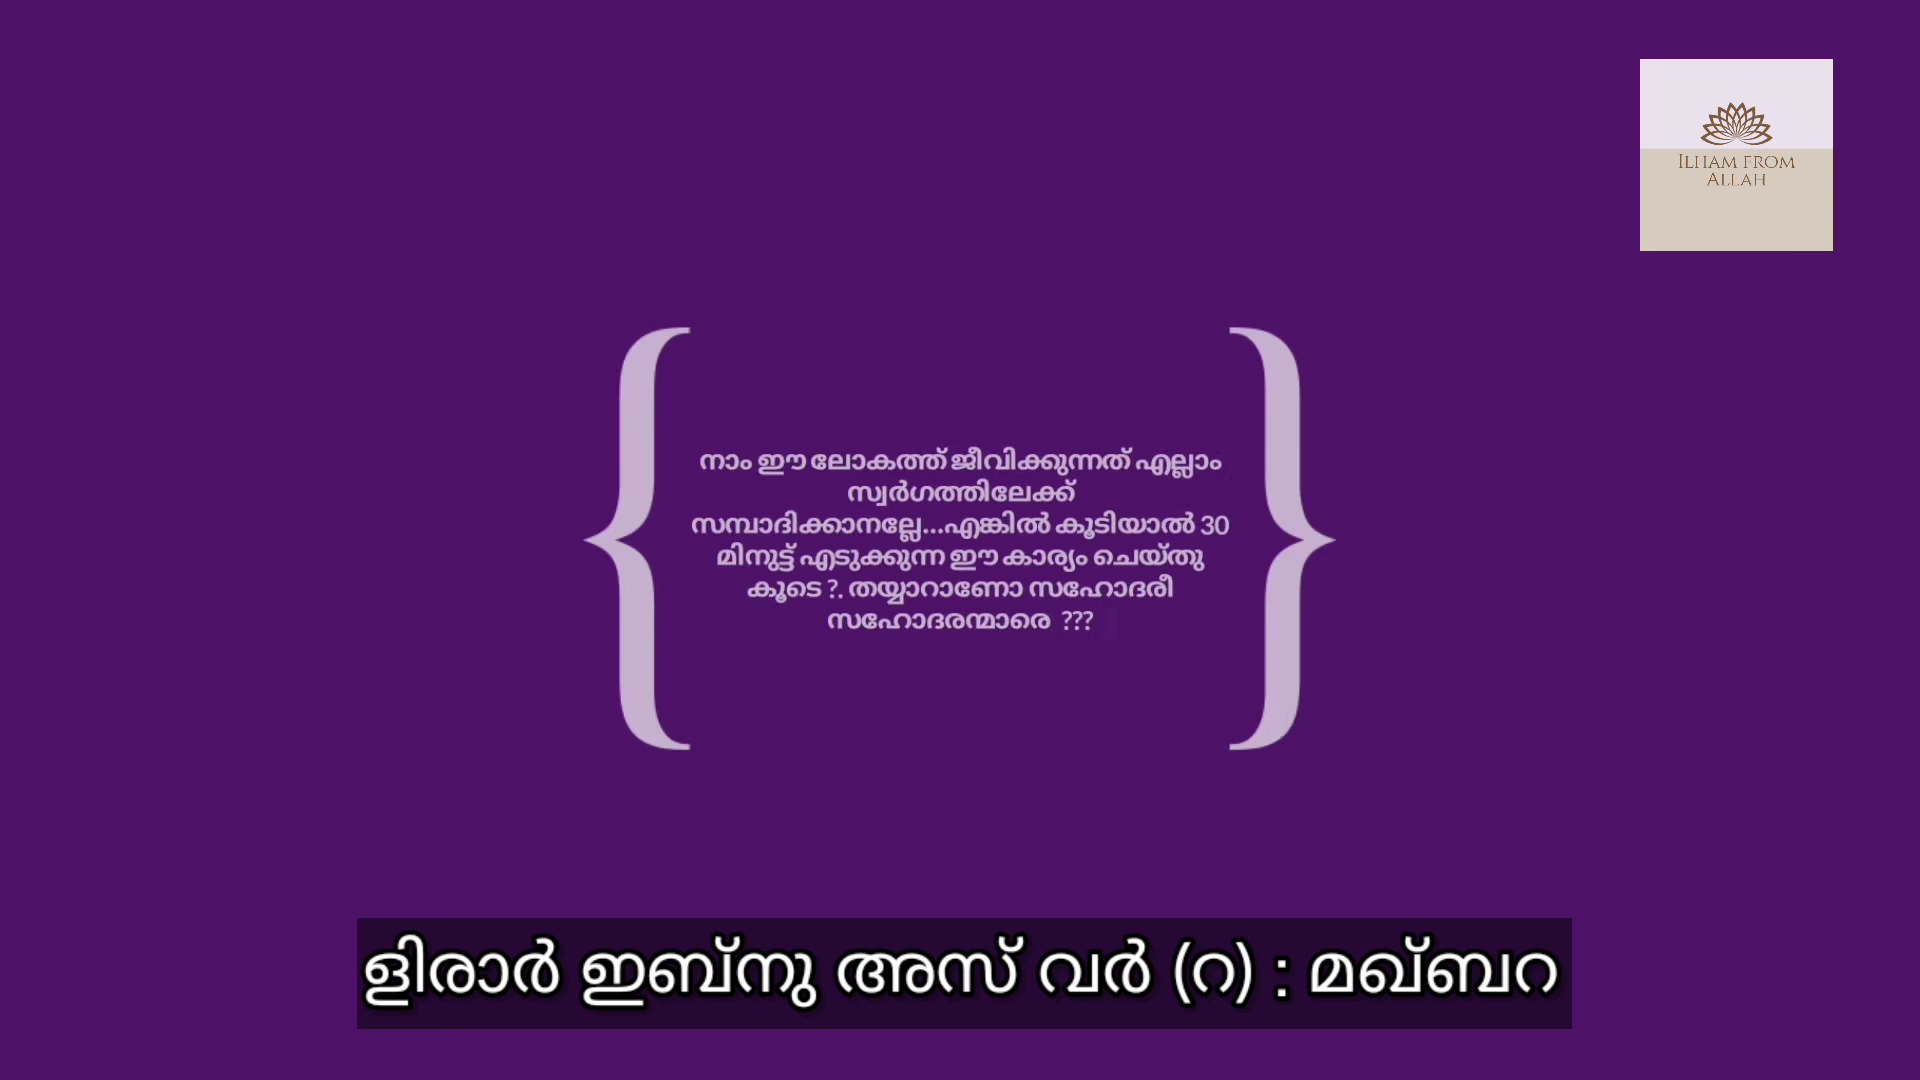 ILHAM FROM
ALLAH
നാം ഈ ലോകത്ത് ജീവിക്കുന്നത് എല്ലാം
സ്വർഗത്തിലേക്ക്
സമ്പാദിക്കാനല്ലേ...എങ്കിൽ കൂടിയാൽ 30
മിനുട്ട് എടുക്കുന്ന ഈ കാര്യം ചെയ്തു
കൂടെ ?. തയ്യാറാണോ സഹോദരീ
സഹോദരന്മാരെ ???
ളിരാർ ഇബ്നു അസ് വർ (റ) : മഖ്ബറ